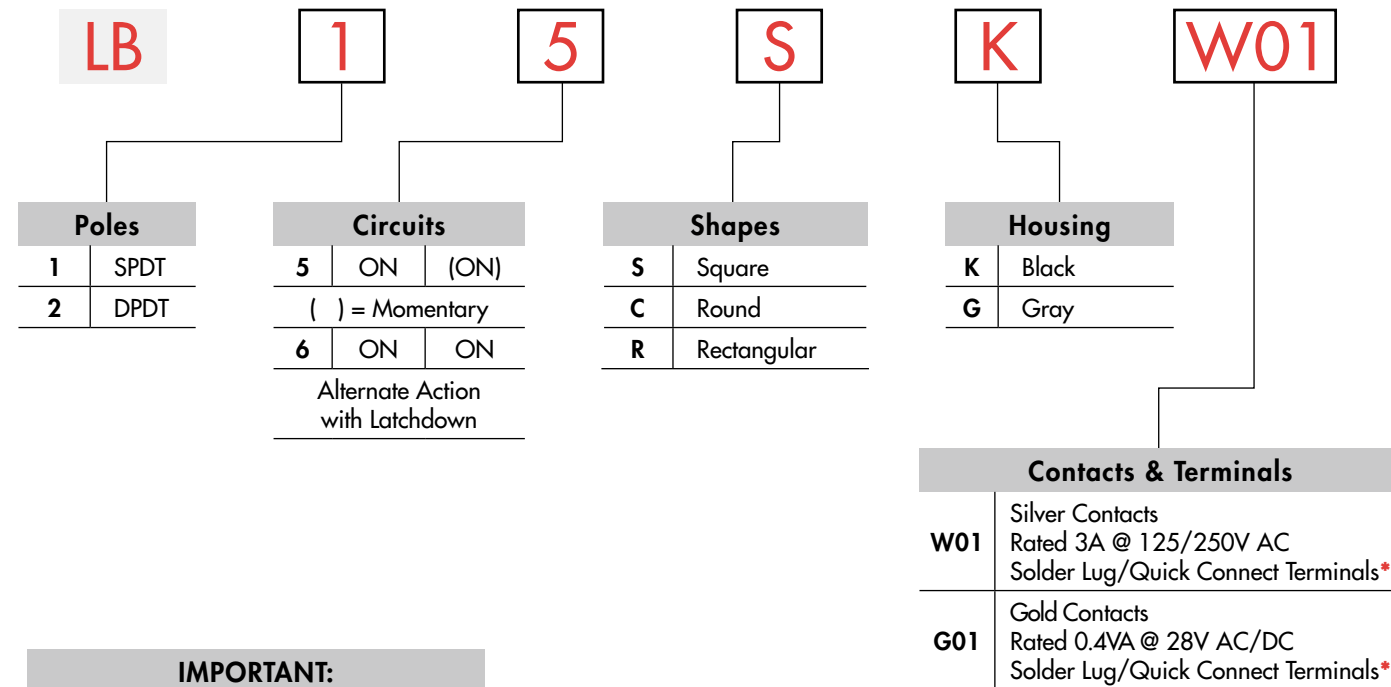 LB 1 5 S K W01
Poles
1 SPDT
2 DPDT
Circuits
5 ON (ON)
( ) = Momentary
6 ON ON
Alternate Action
with Latchdown
Shapes
S Square
C Round
R Rectangular
Housing
K Black
G Gray
Contacts & Terminals
W01 Silver Contacts
Rated 3A @ 125/250V AC
Solder Lug/Quick Connect Terminals*
G01 Gold Contacts
Rated 0.4VA @ 28V AC/DC
Solder Lug/Quick Connect Terminals*
IMPORTANT: